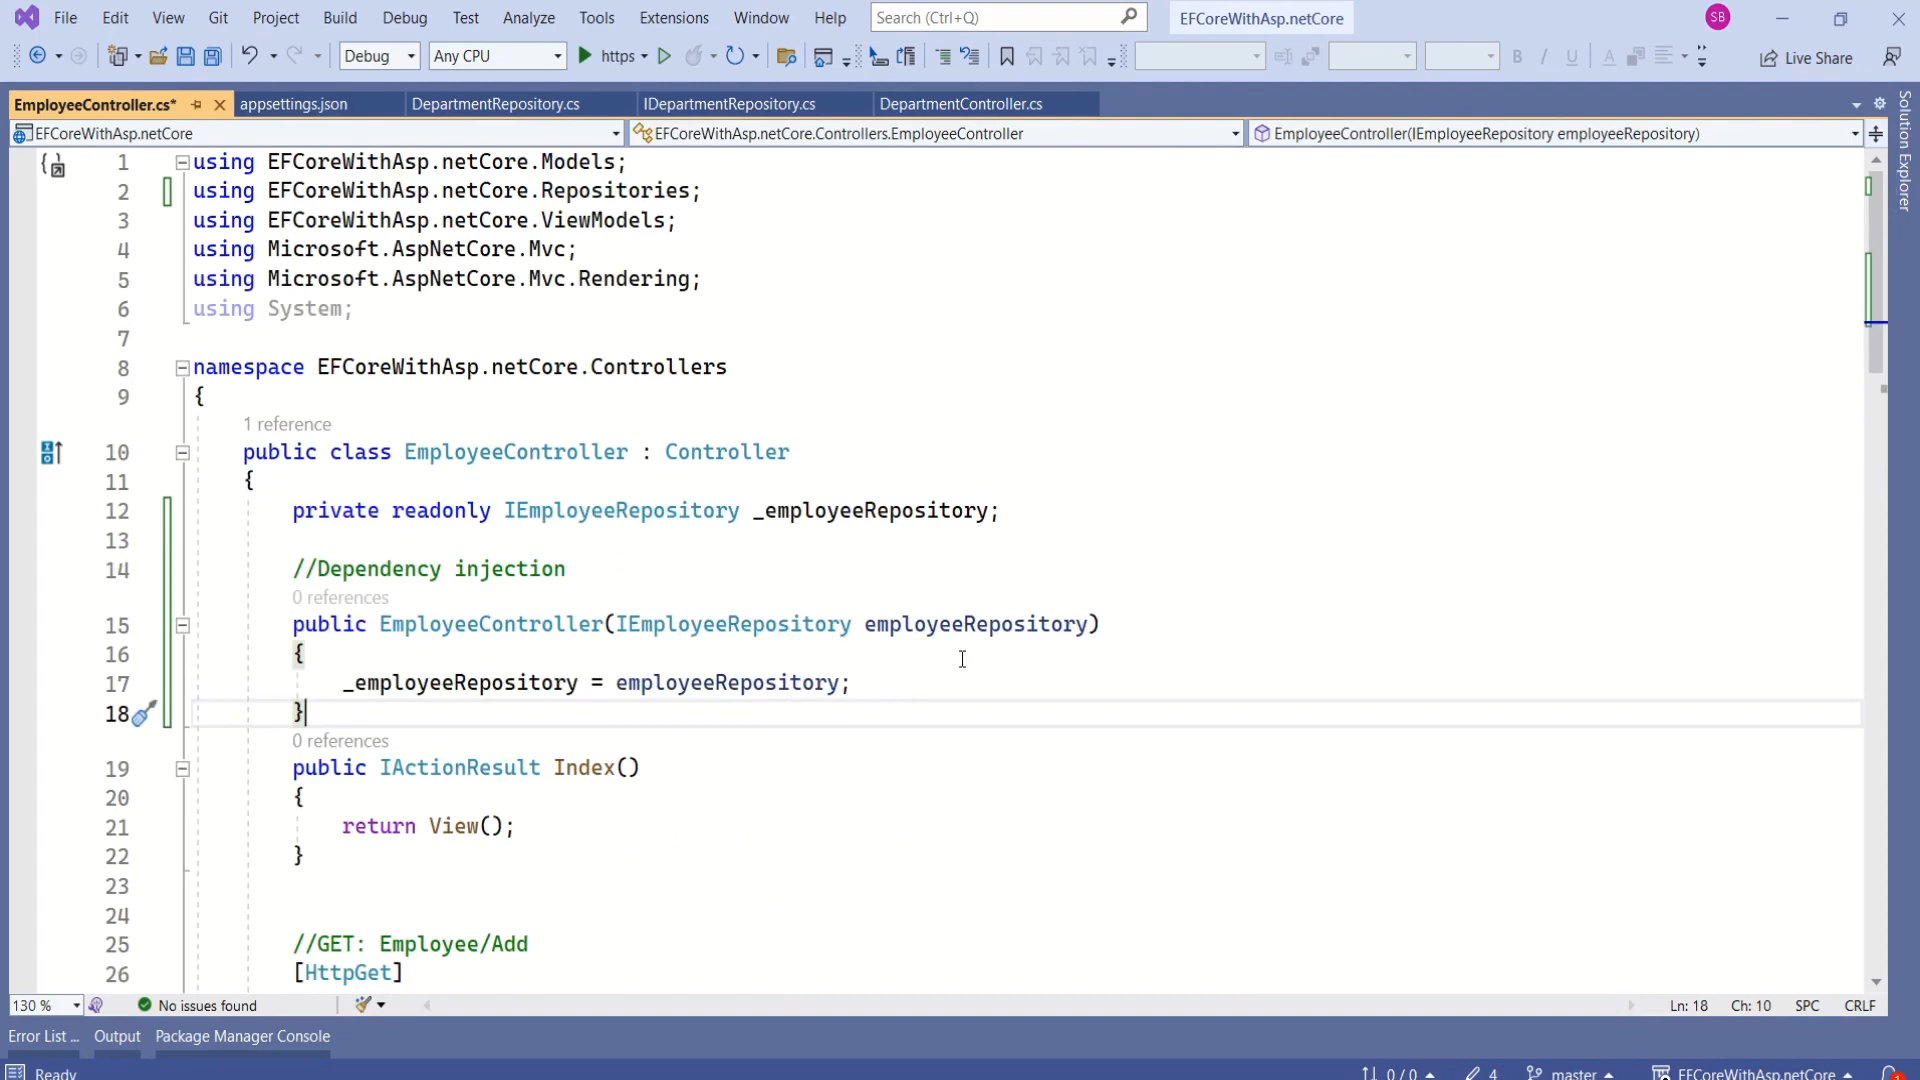 File Edit View Git Project Build Debug Test Analyze Tools Extensions Window Help Search (Ctrl+Q) EFCoreWithAsp.netCore SB
Debug Any CPU https Live Share
EmployeeController.cs* appsettings.json DepartmentRepository.cs IDepartmentRepository.cs DepartmentController.cs
EFCoreWithAsp.netCore EFCoreWithAsp.netCore.Controllers.EmployeeController EmployeeController(IEmployeeRepository employeeRepository)
Solution Explorer
1 using EFCoreWithAsp.netCore.Models;
2 using EFCoreWithAsp.netCore.Repositories;
3 using EFCoreWithAsp.netCore.ViewModels;
4 using Microsoft.AspNetCore.Mvc;
5 using Microsoft.AspNetCore.Mvc.Rendering;
6 using System;
7
8 namespace EFCoreWithAsp.netCore.Controllers
9 {
1 reference
10 public class EmployeeController : Controller
11 {
12 private readonly IEmployeeRepository _employeeRepository;
13
14 //Dependency injection
0 references
15 public EmployeeController(IEmployeeRepository employeeRepository)
16 {
17 _employeeRepository = employeeRepository;
18 }
0 references
19 public IActionResult Index()
20 {
21 return View();
22 }
23
24
25 //GET: Employee/Add
26 [HttpGet]
130 % No issues found Ln: 18 Ch: 10 SPC CRLF
Error List ... Output Package Manager Console
Ready 0 / 0 4 master EFCoreWithAsp.netCore 1